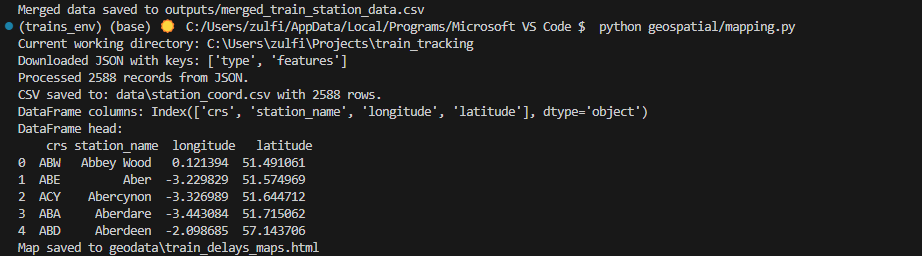 Merged data saved to outputs/merged_train_station_data.csv
(trains_env) (base) C:/Users/zulfi/AppData/Local/Programs/Microsoft VS Code $ python geospatial/mapping.py
Current working directory: C:\Users\zulfi\Projects\train_tracking
Downloaded JSON with keys: ['type', 'features']
Processed 2588 records from JSON.
CSV saved to: data\station_coord.csv with 2588 rows.
DataFrame columns: Index(['crs', 'station_name', 'longitude', 'latitude'], dtype='object')
DataFrame head:
   crs station_name  longitude   latitude
0  ABW   Abbey Wood   0.121394  51.491061
1  ABE         Aber  -3.229829  51.574969
2  ACY    Abercynon  -3.326989  51.644712
3  ABA     Aberdare  -3.443084  51.715062
4  ABD     Aberdeen  -2.098685  57.143706
Map saved to geodata\train_delays_maps.html